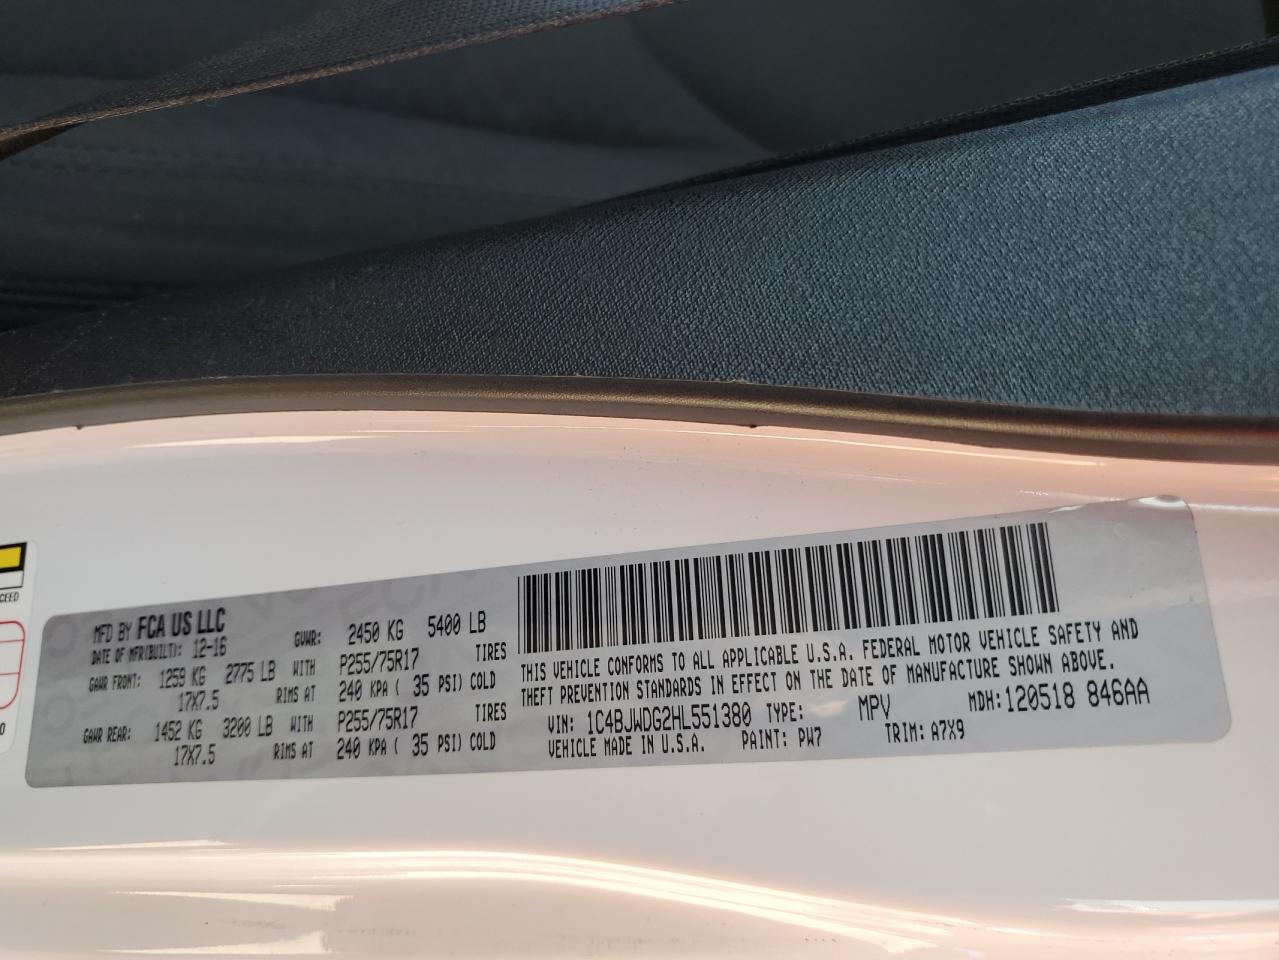 MFD BY FCA US LLC
DATE OF MFR(BUILT): 12-16 GVWR: 2450 KG 5400 LB
GAWR FRONT: 1259 KG 2775 LB WITH P255/75R17 TIRES
17X7.5 RIMS AT 240 KPA ( 35 PSI) COLD
GAWR REAR: 1452 KG 3200 LB WITH P255/75R17 TIRES
17X7.5 RIMS AT 240 KPA ( 35 PSI) COLD
THIS VEHICLE CONFORMS TO ALL APPLICABLE U.S.A. FEDERAL MOTOR VEHICLE SAFETY AND
THEFT PREVENTION STANDARDS IN EFFECT ON THE DATE OF MANUFACTURE SHOWN ABOVE.
VIN: 1C4BJWDG2HL551380 TYPE: MPV MDH:120518 846AA
VEHICLE MADE IN U.S.A. PAINT: PW7 TRIM: A7X9